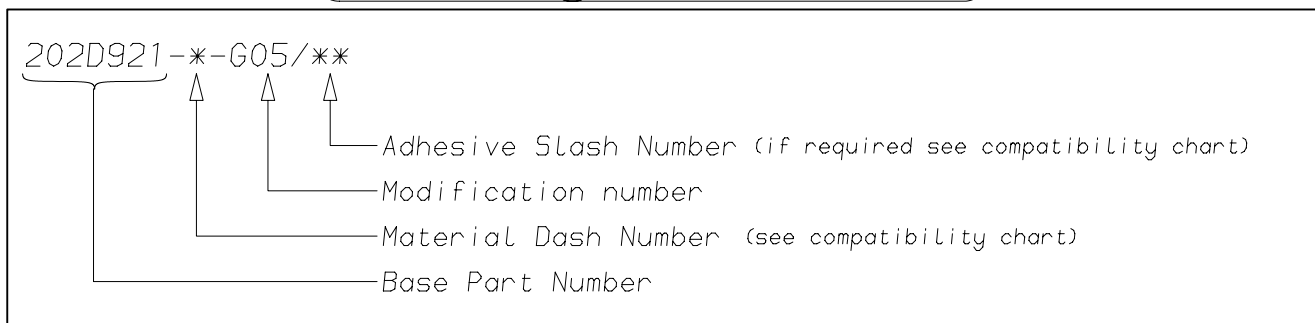 202D921-*-G05/**
Adhesive Slash Number (if required see compatibility chart)
Modification number
Material Dash Number (see compatibility chart)
Base Part Number